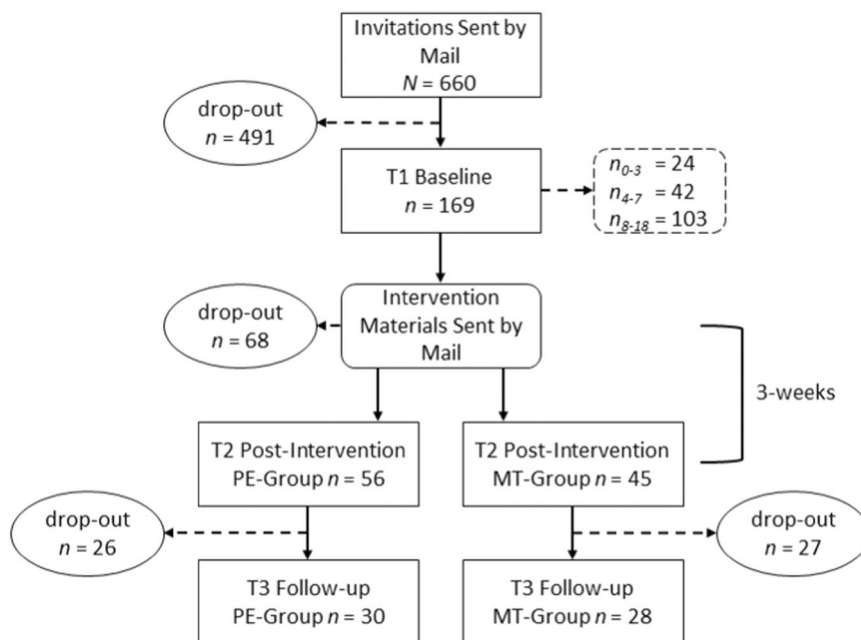 Invitations Sent by
Mail
N = 660
drop-out
n = 491
T1 Baseline
n = 169
n0-3 = 24
n4-7 = 42
n8-18 = 103
Intervention
Materials Sent by
Mail
drop-out
n = 68
3-weeks
T2 Post-Intervention
PE-Group n = 56
T2 Post-Intervention
MT-Group n = 45
drop-out
n = 26
drop-out
n = 27
T3 Follow-up
PE-Group n = 30
T3 Follow-up
MT-Group n = 28